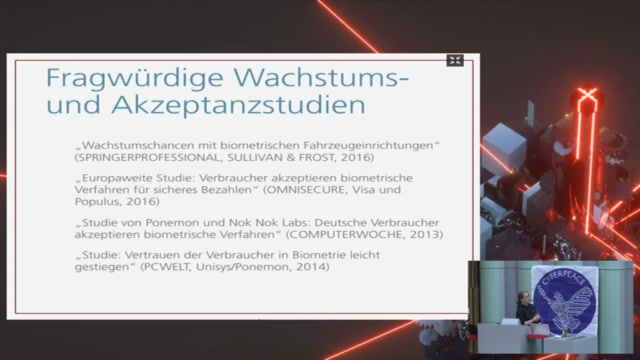 Fragwürdige Wachstums-
und Akzeptanzstudien
„Wachstumschancen mit biometrischen Fahrzeugeinrichtungen“
(SPRINGERPROFESSIONAL, SULLIVAN & FROST, 2016)
„Europaweite Studie: Verbraucher akzeptieren biometrische
Verfahren für sicheres Bezahlen“ (OMNISECURE, Visa und
Populus, 2016)
„Studie von Ponemon und Nok Nok Labs: Deutsche Verbraucher
akzeptieren biometrische Verfahren“ (COMPUTERWOCHE, 2013)
„Studie: Vertrauen der Verbraucher in Biometrie leicht
gestiegen“ (PCWELT, Unisys/Ponemon, 2014)
CYBERPEACE